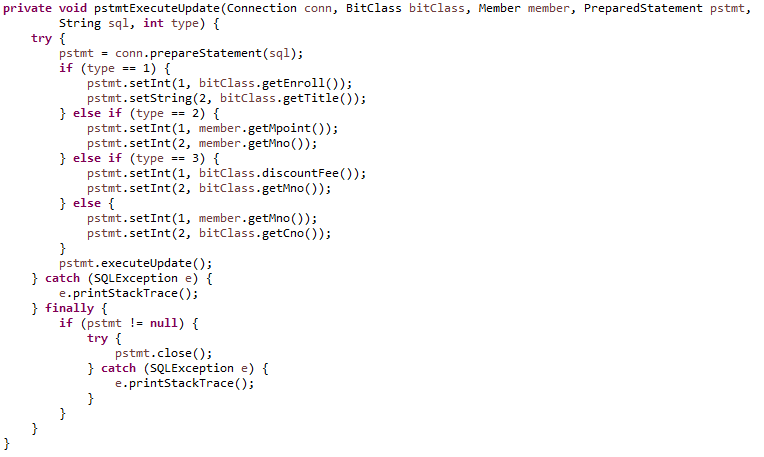 private void pstmtExecuteUpdate(Connection conn, BitClass bitClass, Member member, PreparedStatement pstmt,
        String sql, int type) {
    try {
        pstmt = conn.prepareStatement(sql);
        if (type == 1) {
            pstmt.setInt(1, bitClass.getEnroll());
            pstmt.setString(2, bitClass.getTitle());
        } else if (type == 2) {
            pstmt.setInt(1, member.getMpoint());
            pstmt.setInt(2, member.getMno());
        } else if (type == 3) {
            pstmt.setInt(1, bitClass.discountFee());
            pstmt.setInt(2, bitClass.getMno());
        } else {
            pstmt.setInt(1, member.getMno());
            pstmt.setInt(2, bitClass.getCno());
        }
        pstmt.executeUpdate();
    } catch (SQLException e) {
        e.printStackTrace();
    } finally {
        if (pstmt != null) {
            try {
                pstmt.close();
            } catch (SQLException e) {
                e.printStackTrace();
            }
        }
    }
}